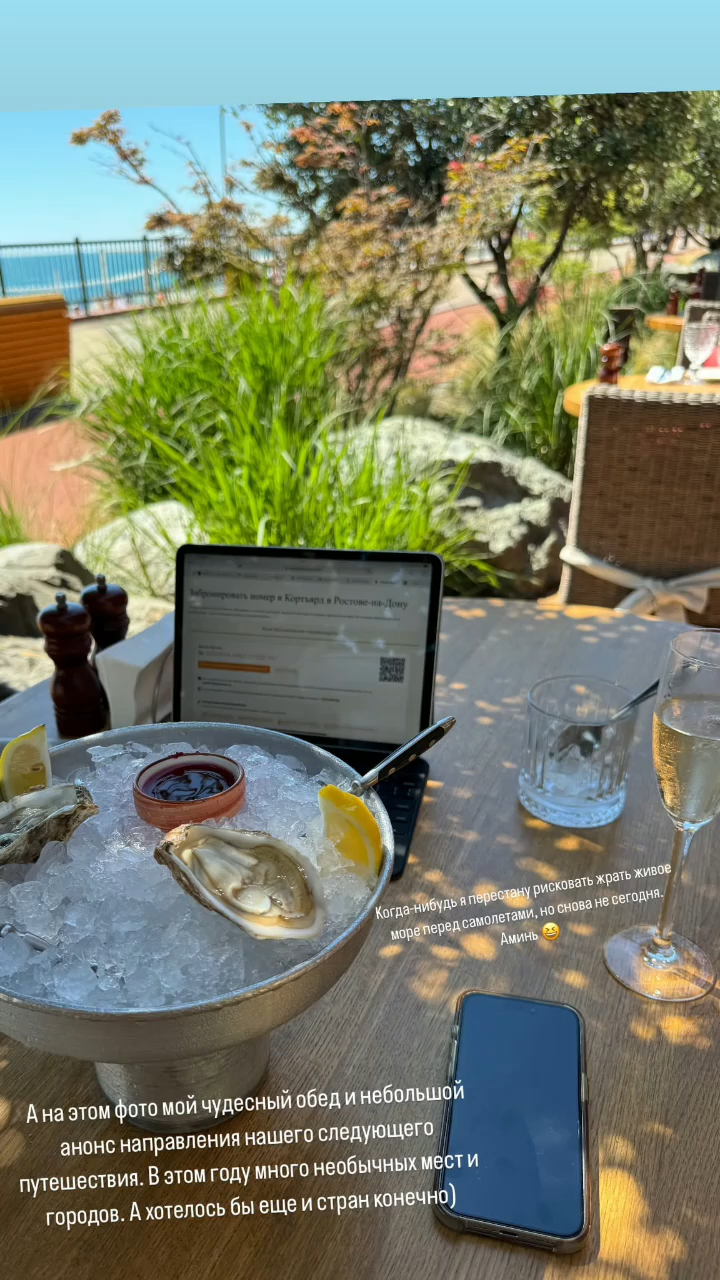 Забронировать номер в Кортъярд в Ростове-на-Дону
Когда-нибудь я перестану рисковать жрать живое
море перед самолетами, но снова не сегодня.
Аминь 😆
А на этом фото мой чудесный обед и небольшой
анонс направления нашего следующего
путешествия. В этом году много необычных мест и
городов. А хотелось бы еще и стран конечно)